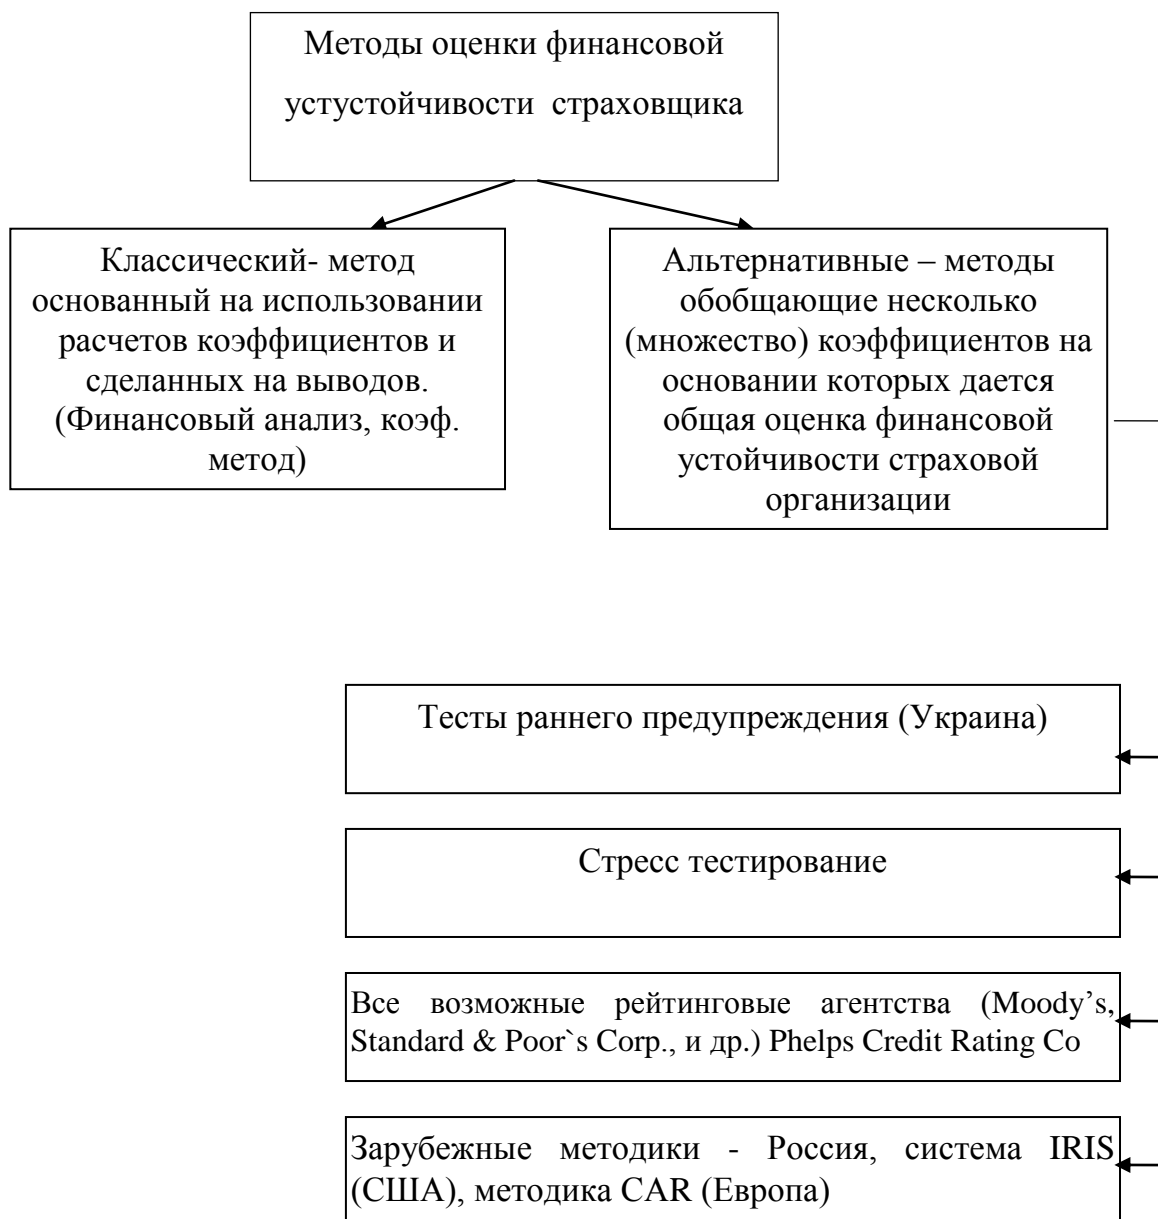 Методы оценки финансовой
устустойчивости страховщика
Классический- метод
основанный на использовании
расчетов коэффициентов и
сделанных на выводов.
(Финансовый анализ, коэф.
метод)
Альтернативные – методы
обобщающие несколько
(множество) коэффициентов на
основании которых дается
общая оценка финансовой
устойчивости страховой
организации
Тесты раннего предупреждения (Украина)
Стресс тестирование
Все возможные рейтинговые агентства (Moody’s,
Standard & Poor`s Corp., и др.) Phelps Credit Rating Co
Зарубежные методики - Россия, система IRIS
(США), методика CAR (Европа)